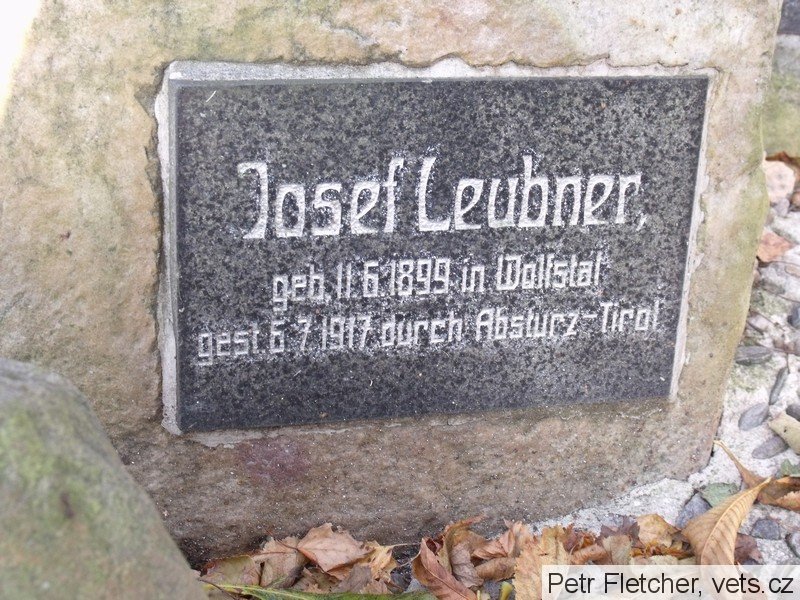 Josef Leubner,
geb. 11.6.1899 in Wolfstal
gest. 6.7.1917 durch Absturz-Tirol
Petr Fletcher, vets.cz